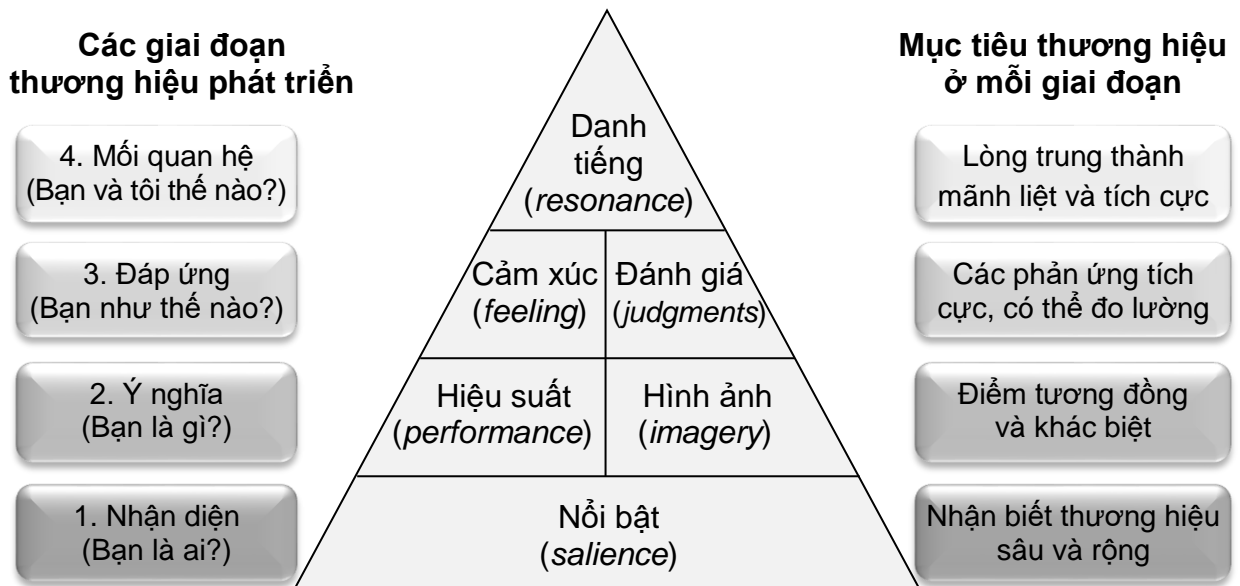 Các giai đoạn
thương hiệu phát triển
Mục tiêu thương hiệu
ở mỗi giai đoạn
4. Mối quan hệ
(Bạn và tôi thế nào?)
Danh
tiếng
(resonance)
Lòng trung thành
mãnh liệt và tích cực
3. Đáp ứng
(Bạn như thế nào?)
Cảm xúc
(feeling)
Đánh giá
(judgments)
Các phản ứng tích
cực, có thể đo lường
2. Ý nghĩa
(Bạn là gì?)
Hiệu suất
(performance)
Hình ảnh
(imagery)
Điểm tương đồng
và khác biệt
1. Nhận diện
(Bạn là ai?)
Nổi bật
(salience)
Nhận biết thương hiệu
sâu và rộng